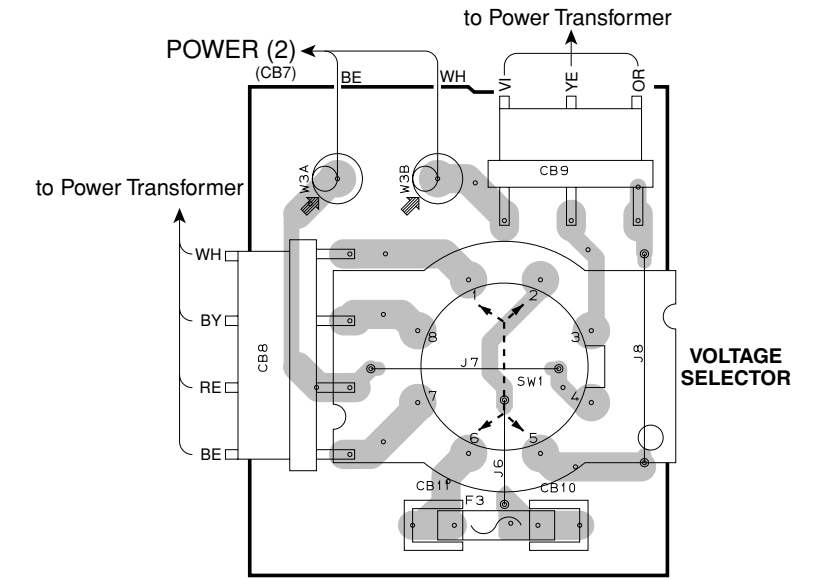 to Power Transformer
POWER (2)
(CB7)
BE
WH
VI
YE
OR
W3A
W3B
CB9
to Power Transformer
WH
BY
RE
BE
CB8
1
2
8
3
J7
J8
SW1
7
4
6
5
J6
VOLTAGE
SELECTOR
CB11
F3
CB10